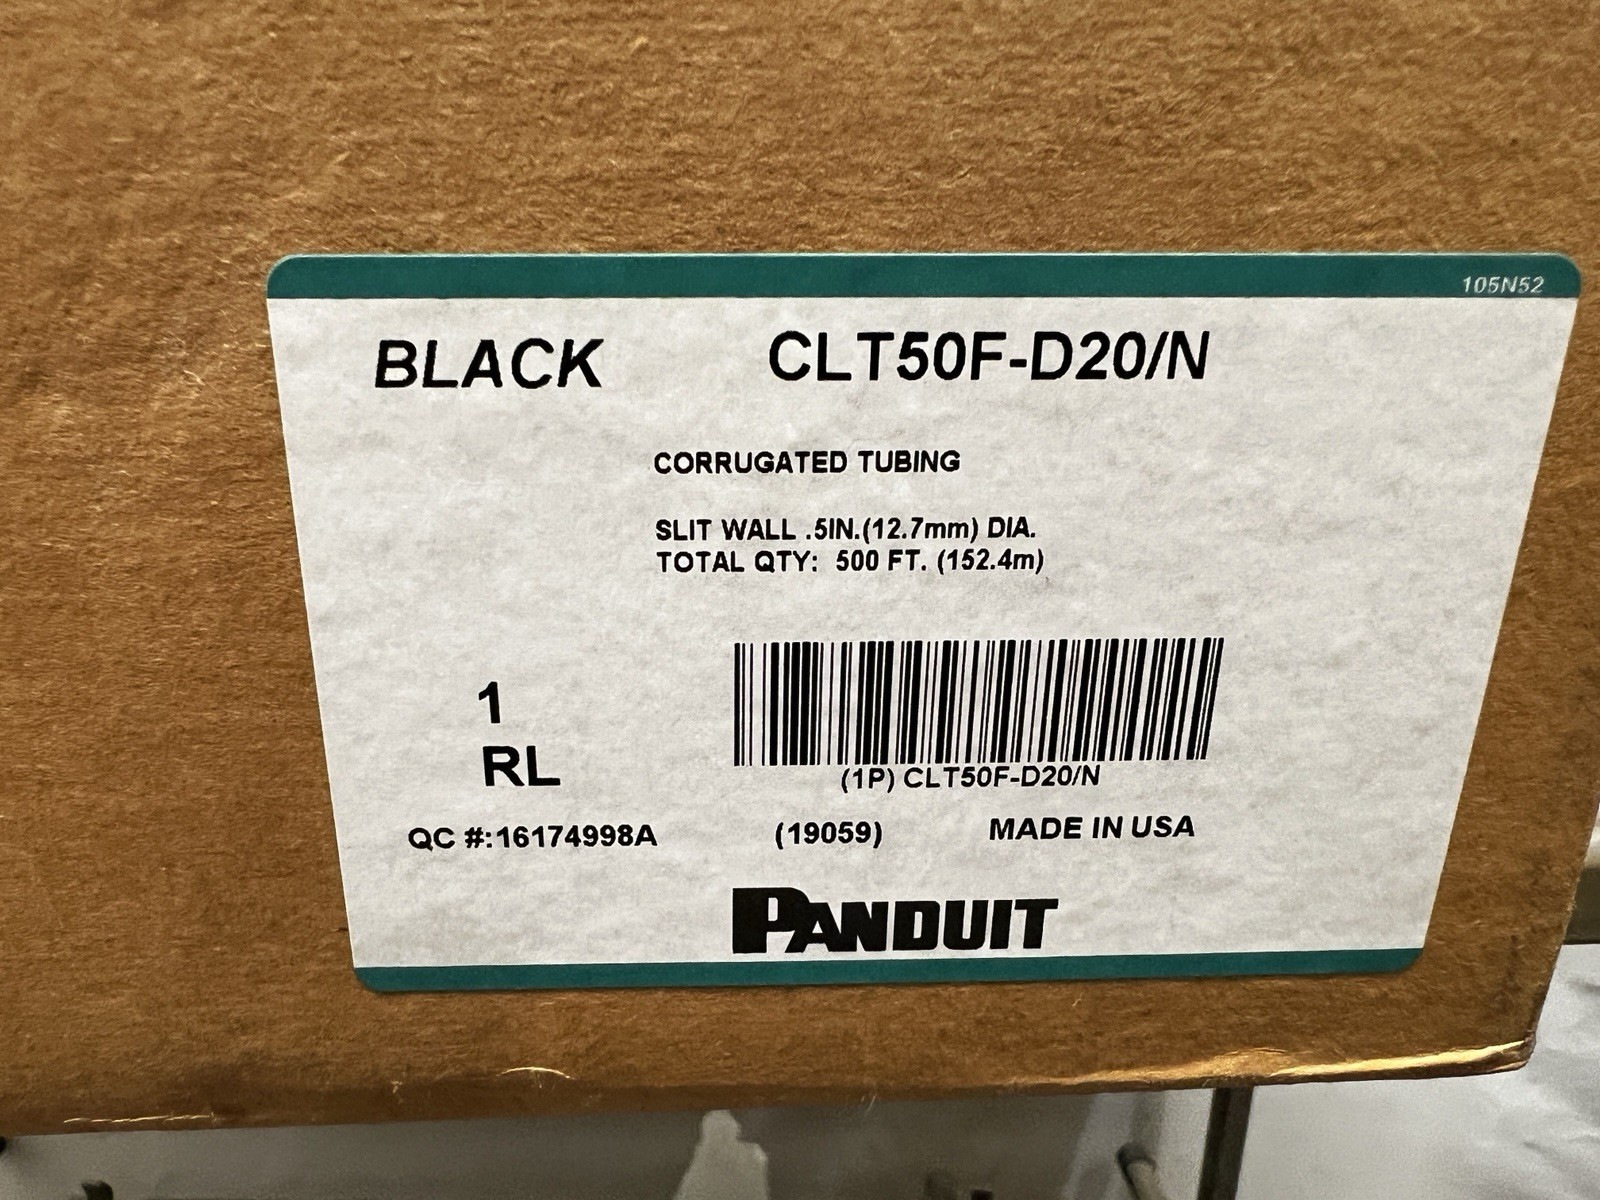 105N52
BLACK CLT50F-D20/N
CORRUGATED TUBING
SLIT WALL .5IN.(12.7mm) DIA.
TOTAL QTY: 500 FT. (152.4m)
1
RL
(1P) CLT50F-D20/N
QC #:16174998A (19059) MADE IN USA
PANDUIT